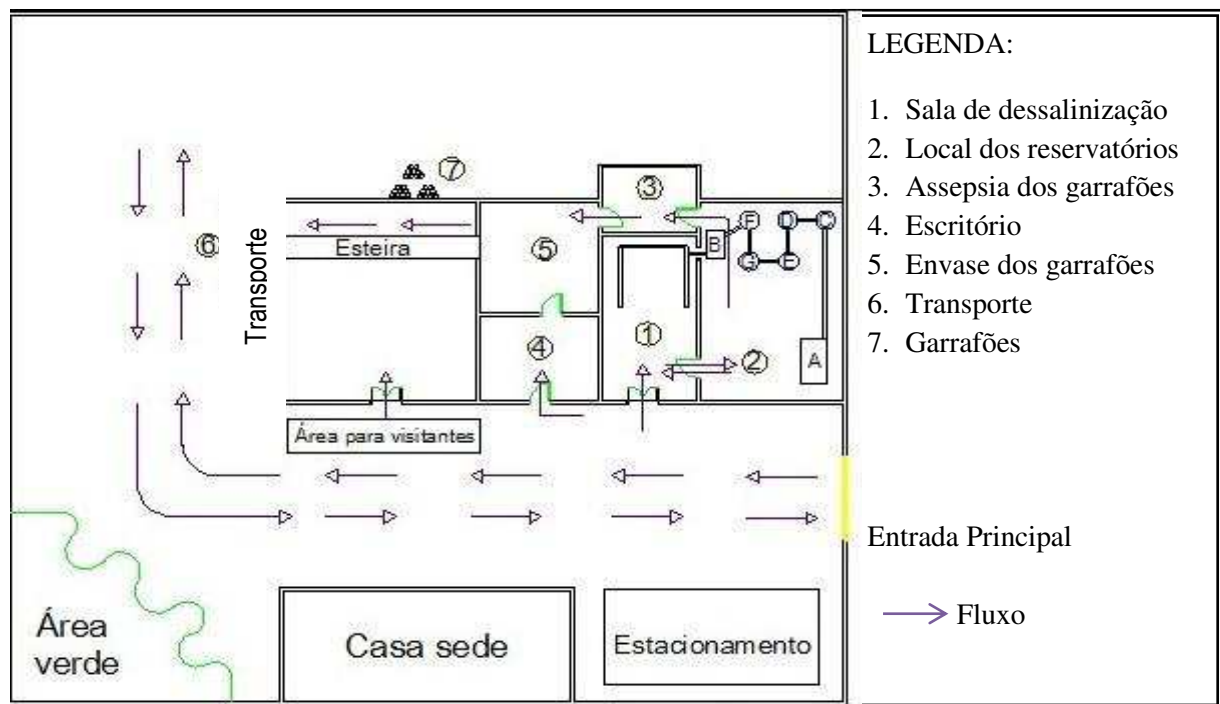 LEGENDA:
1. Sala de dessalinização
2. Local dos reservatórios
3. Assepsia dos garrafões
4. Escritório
5. Envase dos garrafões
6. Transporte
7. Garrafões
Entrada Principal
Fluxo
7
3
F
D
C
B
G
E
6
Transporte
Esteira
5
1
4
2
A
Área para visitantes
Área
verde
Casa sede
Estacionamento